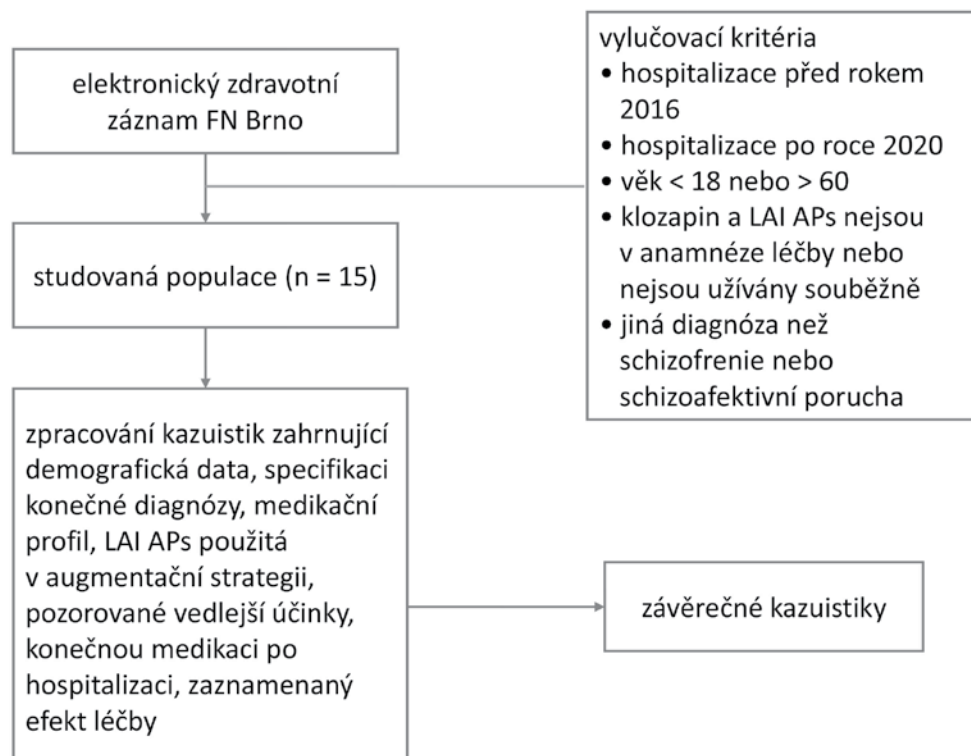 elektronický zdravotní
záznam FN Brno
vylučovací kritéria
• hospitalizace před rokem
2016
• hospitalizace po roce 2020
• věk < 18 nebo > 60
• klozapin a LAI APs nejsou
v anamnéze léčby nebo
nejsou užívány souběžně
• jiná diagnóza než
schizofrenie nebo
schizoafektivní porucha
studovaná populace (n = 15)
zpracování kazuistik zahrnující
demografická data, specifikaci
konečné diagnózy, medikační
profil, LAI APs použitá
v augmentační strategii,
pozorované vedlejší účinky,
konečnou medikaci po
hospitalizaci, zaznamenaný
efekt léčby
závěrečné kazuistiky